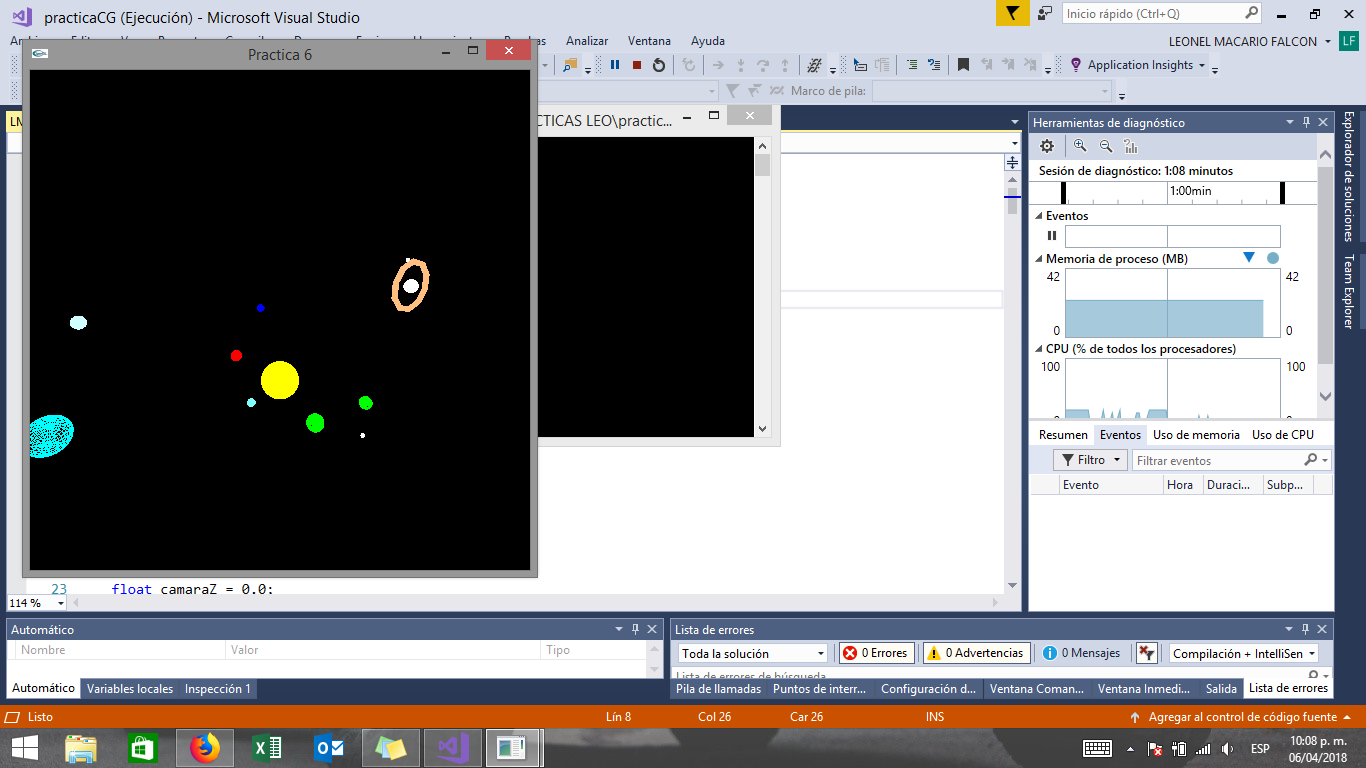 practicaCG (Ejecución) - Microsoft Visual Studio
Inicio rápido (Ctrl+Q)
Analizar Ventana Ayuda
LEONEL MACARIO FALCON LF
Practica 6
Application Insights
Marco de pila:
CTICAS LEO\practic...
Herramientas de diagnóstico
Sesión de diagnóstico: 1:08 minutos
1:00min
Eventos
Memoria de proceso (MB)
42 42
0 0
CPU (% de todos los procesadores)
100 100
Resumen Eventos Uso de memoria Uso de CPU
Filtro Filtrar eventos
Evento Hora Duraci... Subp...
Explorador de soluciones
Team Explorer
23 float camaraZ = 0.0;
114 %
Automático
Nombre Valor Tipo
Automático Variables locales Inspección 1
Lista de errores
Toda la solución 0 Errores 0 Advertencias 0 Mensajes Compilación + IntelliSen
Lista de errores de búsqueda
Pila de llamadas Puntos de interr... Configuración d... Ventana Coman... Ventana Inmedi... Salida Lista de errores
Listo Lín 8 Col 26 Car 26 INS Agregar al control de código fuente
ESP
10:08 p. m.
06/04/2018